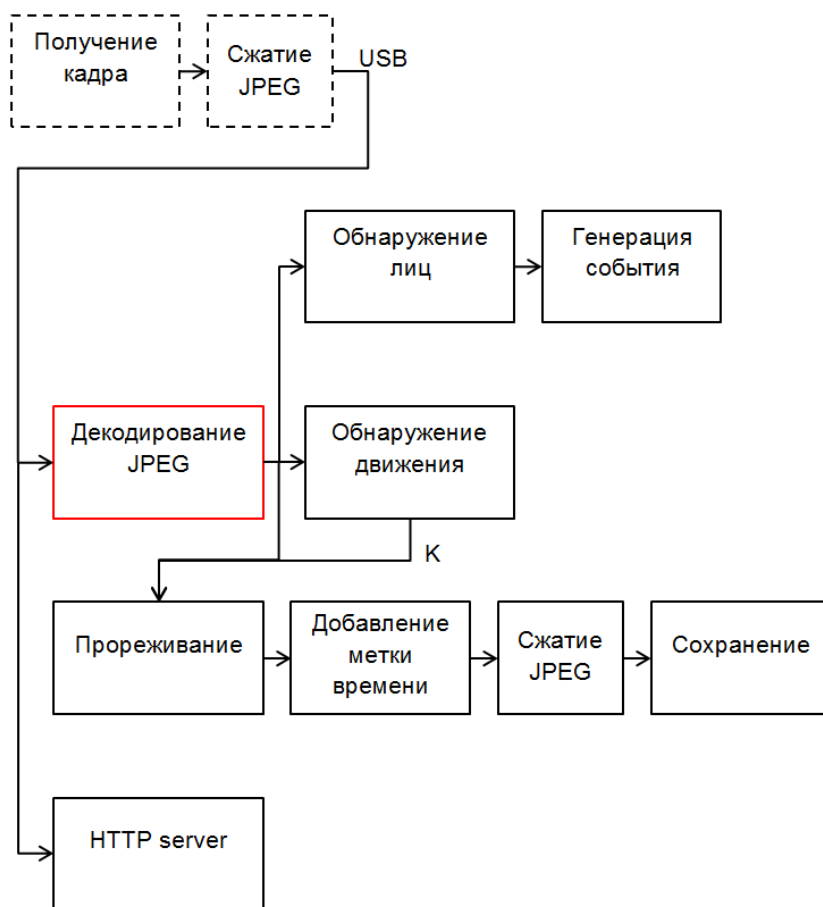 Получение
кадра
Сжатие
JPEG
USB
Обнаружение
лиц
Генерация
события
Декодирование
JPEG
Обнаружение
движения
K
Прореживание
Добавление
метки
времени
Сжатие
JPEG
Сохранение
HTTP server